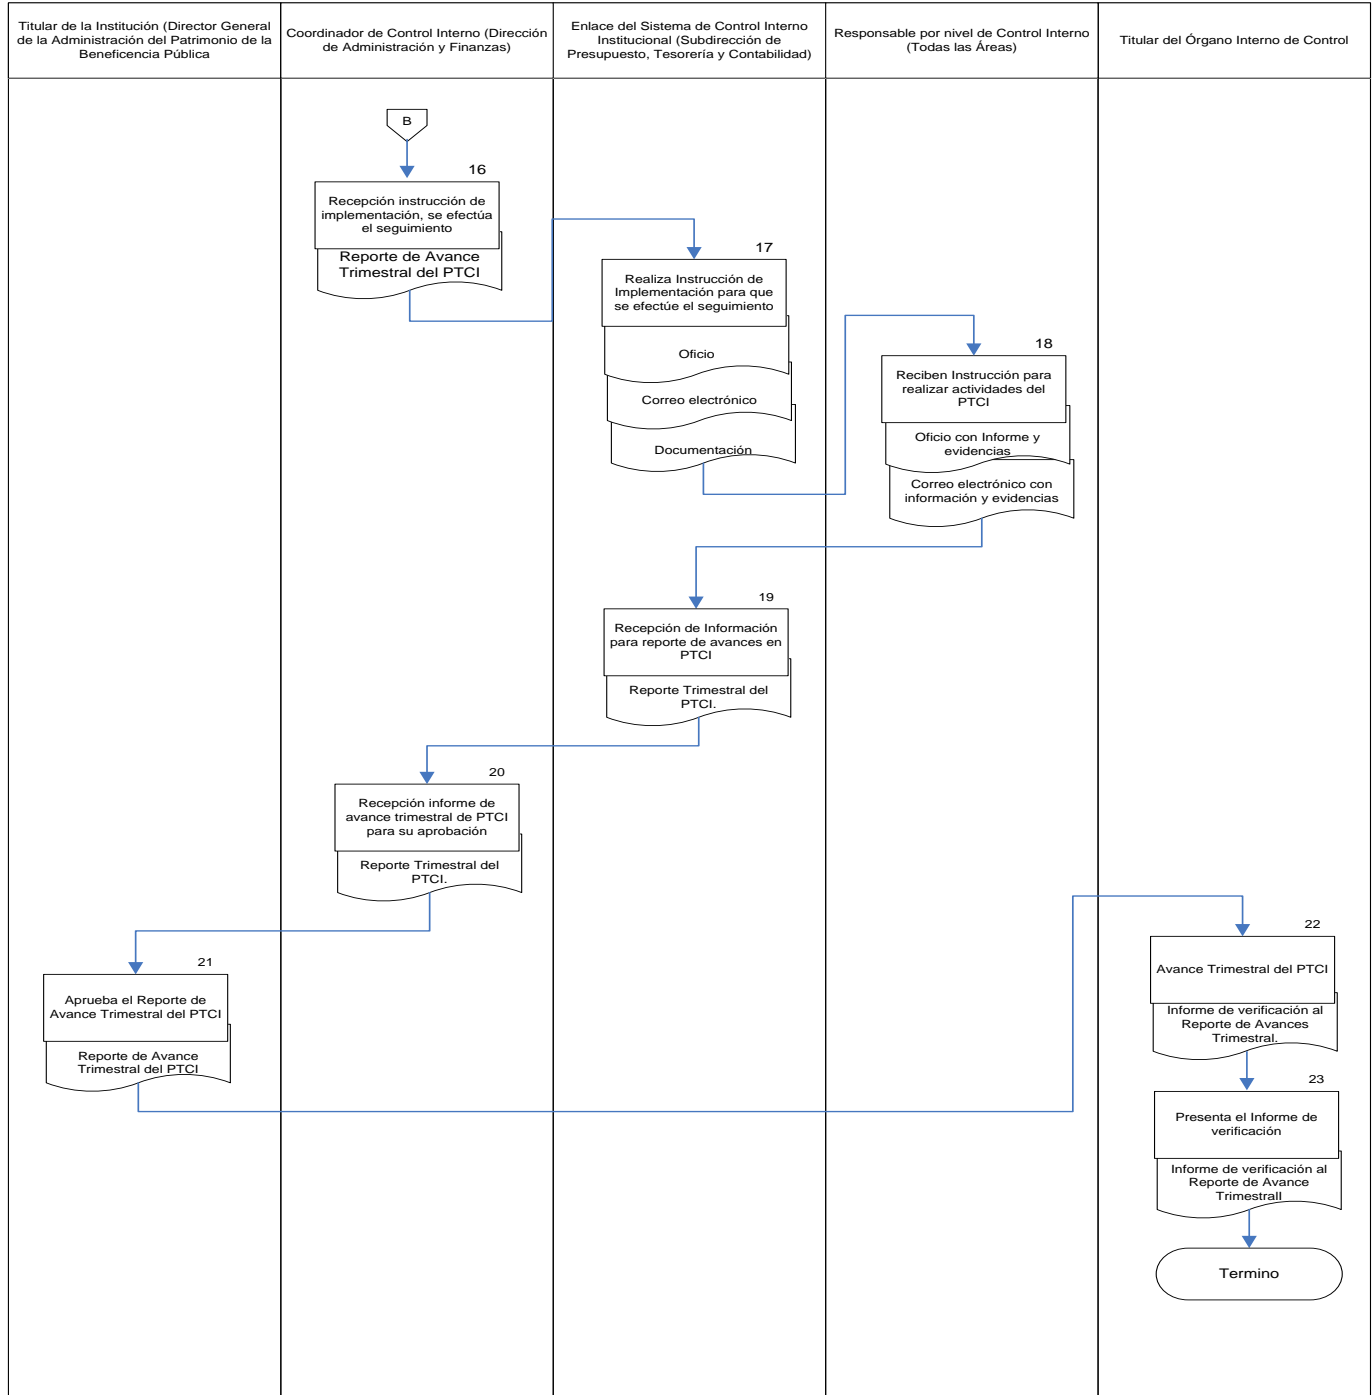 Titular de la Institución (Director General
de la Administración del Patrimonio de la
Beneficencia Pública
Coordinador de Control Interno (Dirección
de Administración y Finanzas)
Enlace del Sistema de Control Interno
Institucional (Subdirección de
Presupuesto, Tesorería y Contabilidad)
Responsable por nivel de Control Interno
(Todas las Áreas)
Titular del Órgano Interno de Control
B
16
Recepción instrucción de
implementación, se efectúa
el seguimiento
Reporte de Avance
Trimestral del PTCI
17
Realiza Instrucción de
Implementación para que
se efectúe el seguimiento
Oficio
Correo electrónico
Documentación
18
Reciben Instrucción para
realizar actividades del
PTCI
Oficio con Informe y
evidencias
Correo electrónico con
información y evidencias
19
Recepción de Información
para reporte de avances en
PTCI
Reporte Trimestral del
PTCI.
20
Recepción informe de
avance trimestral de PTCI
para su aprobación
Reporte Trimestral del
PTCI.
21
Aprueba el Reporte de
Avance Trimestral del PTCI
Reporte de Avance
Trimestral del PTCI
22
Avance Trimestral del PTCI
Informe de verificación al
Reporte de Avances
Trimestral.
23
Presenta el Informe de
verificación
Informe de verificación al
Reporte de Avance
Trimestrall
Termino